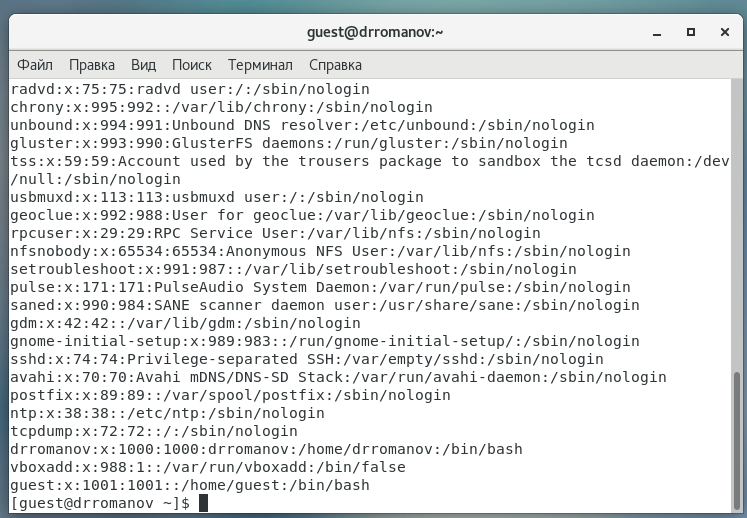 guest@drromanov:~
Файл Правка Вид Поиск Терминал Справка
radvd:x:75:75:radvd user:/:/sbin/nologin
chrony:x:995:992::/var/lib/chrony:/sbin/nologin
unbound:x:994:991:Unbound DNS resolver:/etc/unbound:/sbin/nologin
gluster:x:993:990:GlusterFS daemons:/run/gluster:/sbin/nologin
tss:x:59:59:Account used by the trousers package to sandbox the tcsd daemon:/dev
/null:/sbin/nologin
usbmuxd:x:113:113:usbmuxd user:/:/sbin/nologin
geoclue:x:992:988:User for geoclue:/var/lib/geoclue:/sbin/nologin
rpcuser:x:29:29:RPC Service User:/var/lib/nfs:/sbin/nologin
nfsnobody:x:65534:65534:Anonymous NFS User:/var/lib/nfs:/sbin/nologin
setroubleshoot:x:991:987::/var/lib/setroubleshoot:/sbin/nologin
pulse:x:171:171:PulseAudio System Daemon:/var/run/pulse:/sbin/nologin
saned:x:990:984:SANE scanner daemon user:/usr/share/sane:/sbin/nologin
gdm:x:42:42::/var/lib/gdm:/sbin/nologin
gnome-initial-setup:x:989:983::/run/gnome-initial-setup/:/sbin/nologin
sshd:x:74:74:Privilege-separated SSH:/var/empty/sshd:/sbin/nologin
avahi:x:70:70:Avahi mDNS/DNS-SD Stack:/var/run/avahi-daemon:/sbin/nologin
postfix:x:89:89::/var/spool/postfix:/sbin/nologin
ntp:x:38:38::/etc/ntp:/sbin/nologin
tcpdump:x:72:72::/:/sbin/nologin
drromanov:x:1000:1000:drromanov:/home/drromanov:/bin/bash
vboxadd:x:988:1::/var/run/vboxadd:/bin/false
guest:x:1001:1001::/home/guest:/bin/bash
[guest@drromanov ~]$